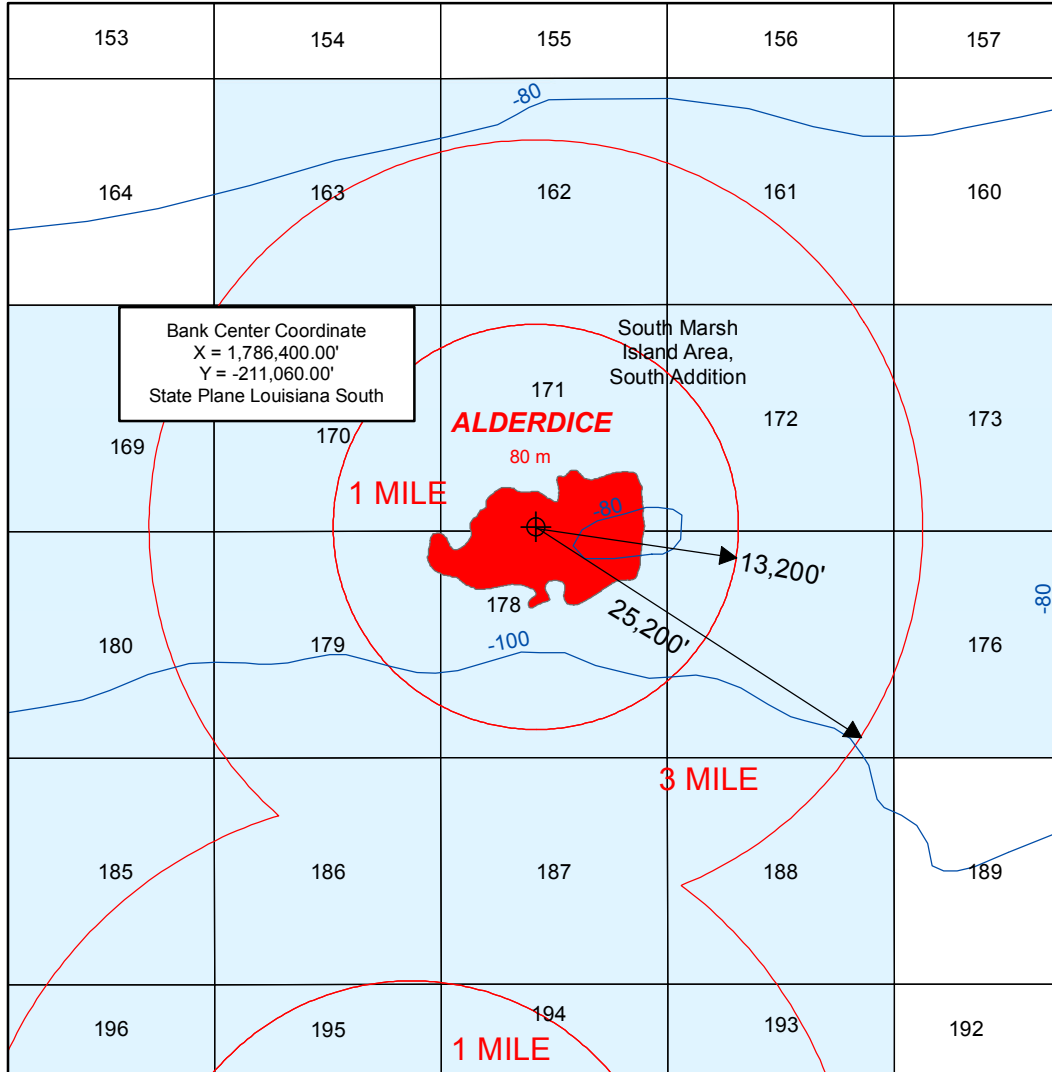 153
154
155
156
157
-80
164
163
162
161
160
Bank Center Coordinate
X = 1,786,400.00'
Y = -211,060.00'
State Plane Louisiana South
South Marsh
Island Area,
South Addition
169
170
171
172
173
ALDERDICE
80 m
1 MILE
-80
13,200'
25,200'
180
179
178
176
-80
-100
3 MILE
185
186
187
188
189
196
195
194
193
192
1 MILE